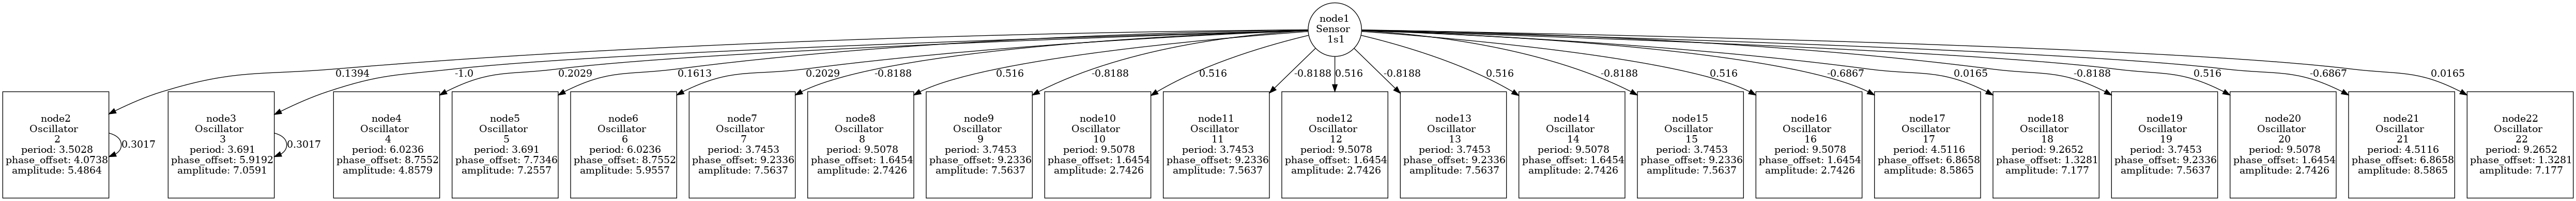 node1
Sensor
1s1
0.1394
-1.0
0.2029
0.1613
0.2029
-0.8188
0.516
-0.8188
0.516
-0.8188
0.516
-0.8188
0.516
-0.8188
0.516
-0.6867
0.0165
-0.8188
0.516
-0.6867
0.0165
node2
Oscillator
2
period: 3.5028
phase_offset: 4.0738
amplitude: 5.4864
0.3017
node3
Oscillator
3
period: 3.691
phase_offset: 5.9192
amplitude: 7.0591
0.3017
node4
Oscillator
4
period: 6.0236
phase_offset: 8.7552
amplitude: 4.8579
node5
Oscillator
5
period: 3.691
phase_offset: 7.7346
amplitude: 7.2557
node6
Oscillator
6
period: 6.0236
phase_offset: 8.7552
amplitude: 5.9557
node7
Oscillator
7
period: 3.7453
phase_offset: 9.2336
amplitude: 7.5637
node8
Oscillator
8
period: 9.5078
phase_offset: 1.6454
amplitude: 2.7426
node9
Oscillator
9
period: 3.7453
phase_offset: 9.2336
amplitude: 7.5637
node10
Oscillator
10
period: 9.5078
phase_offset: 1.6454
amplitude: 2.7426
node11
Oscillator
11
period: 3.7453
phase_offset: 9.2336
amplitude: 7.5637
node12
Oscillator
12
period: 9.5078
phase_offset: 1.6454
amplitude: 2.7426
node13
Oscillator
13
period: 3.7453
phase_offset: 9.2336
amplitude: 7.5637
node14
Oscillator
14
period: 9.5078
phase_offset: 1.6454
amplitude: 2.7426
node15
Oscillator
15
period: 3.7453
phase_offset: 9.2336
amplitude: 7.5637
node16
Oscillator
16
period: 9.5078
phase_offset: 1.6454
amplitude: 2.7426
node17
Oscillator
17
period: 4.5116
phase_offset: 6.8658
amplitude: 8.5865
node18
Oscillator
18
period: 9.2652
phase_offset: 1.3281
amplitude: 7.177
node19
Oscillator
19
period: 3.7453
phase_offset: 9.2336
amplitude: 7.5637
node20
Oscillator
20
period: 9.5078
phase_offset: 1.6454
amplitude: 2.7426
node21
Oscillator
21
period: 4.5116
phase_offset: 6.8658
amplitude: 8.5865
node22
Oscillator
22
period: 9.2652
phase_offset: 1.3281
amplitude: 7.177